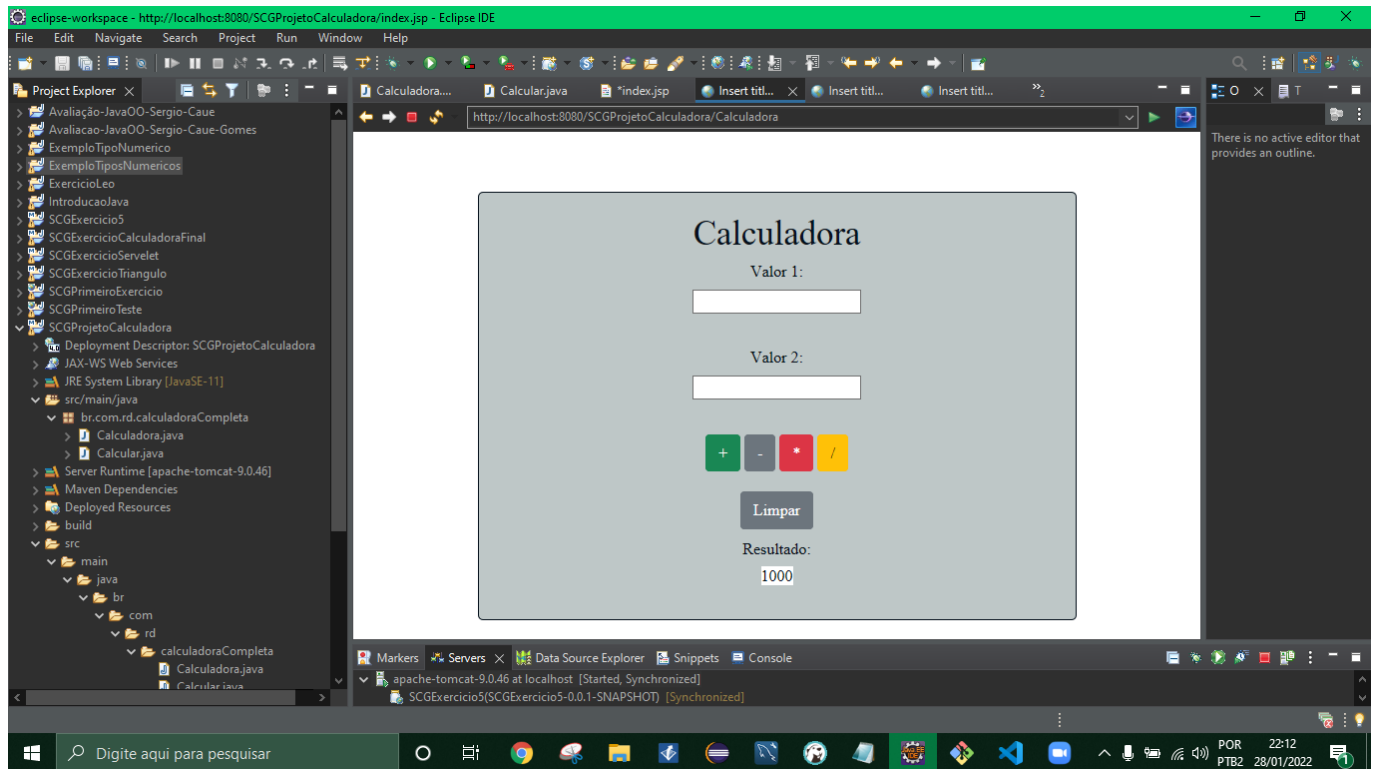 eclipse-workspace - http://localhost:8080/SCGProjetoCalculadora/index.jsp - Eclipse IDE
File Edit Navigate Search Project Run Window Help
Project Explorer
Avaliação-JavaOO-Sergio-Caue
Avaliacao-JavaOO-Sergio-Caue-Gomes
ExemploTipoNumerico
ExemploTiposNumericos
ExercicioLeo
IntroducaoJava
SCGExercicio5
SCGExercicioCalculadoraFinal
SCGExercicioServelet
SCGExercicioTriangulo
SCGPrimeiroExercicio
SCGPrimeiroTeste
SCGProjetoCalculadora
Deployment Descriptor: SCGProjetoCalculadora
JAX-WS Web Services
JRE System Library [JavaSE-11]
src/main/java
br.com.rd.calculadoraCompleta
Calculadora.java
Calcular.java
Server Runtime [apache-tomcat-9.0.46]
Maven Dependencies
Deployed Resources
build
src
main
java
br
com
rd
calculadoraCompleta
Calculadora.java
Calcular.java
Calculadora.... Calcular.java *index.jsp Insert titl... Insert titl... Insert titl... »2
http://localhost:8080/SCGProjetoCalculadora/Calculadora
Calculadora
Valor 1:
Valor 2:
+ - * /
Limpar
Resultado:
1000
O T
There is no active editor that
provides an outline.
Markers Servers Data Source Explorer Snippets Console
apache-tomcat-9.0.46 at localhost [Started, Synchronized]
SCGExercicio5(SCGExercicio5-0.0.1-SNAPSHOT) [Synchronized]
Digite aqui para pesquisar
POR 22:12
PTB2 28/01/2022
1